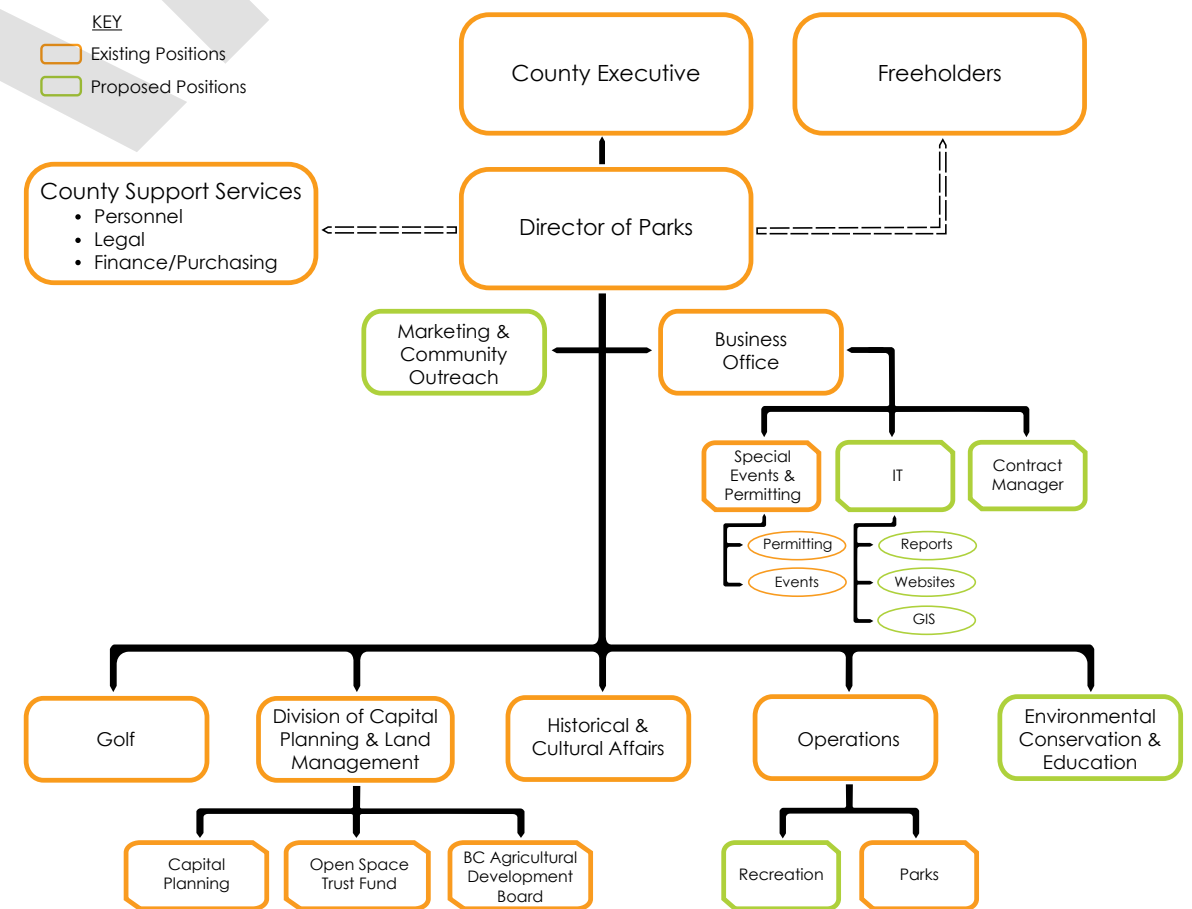 KEY
Existing Positions
Proposed Positions
County Executive
Freeholders
County Support Services
• Personnel
• Legal
• Finance/Purchasing
Director of Parks
Marketing &
Community
Outreach
Business
Office
Special
Events &
Permitting
IT
Contract
Manager
Permitting
Events
Reports
Websites
GIS
Golf
Division of Capital
Planning & Land
Management
Historical &
Cultural Affairs
Operations
Environmental
Conservation &
Education
Capital
Planning
Open Space
Trust Fund
BC Agricultural
Development
Board
Recreation
Parks